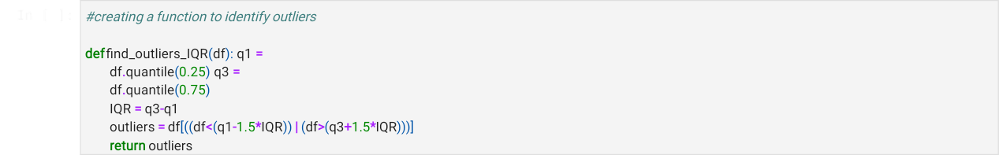 In [ ]:
#creating a function to identify outliers
deffind_outliers_IQR(df): q1 =
df.quantile(0.25) q3 =
df.quantile(0.75)
IQR = q3-q1
outliers = df[((df<(q1-1.5*IQR)) | (df>(q3+1.5*IQR)))]
return outliers